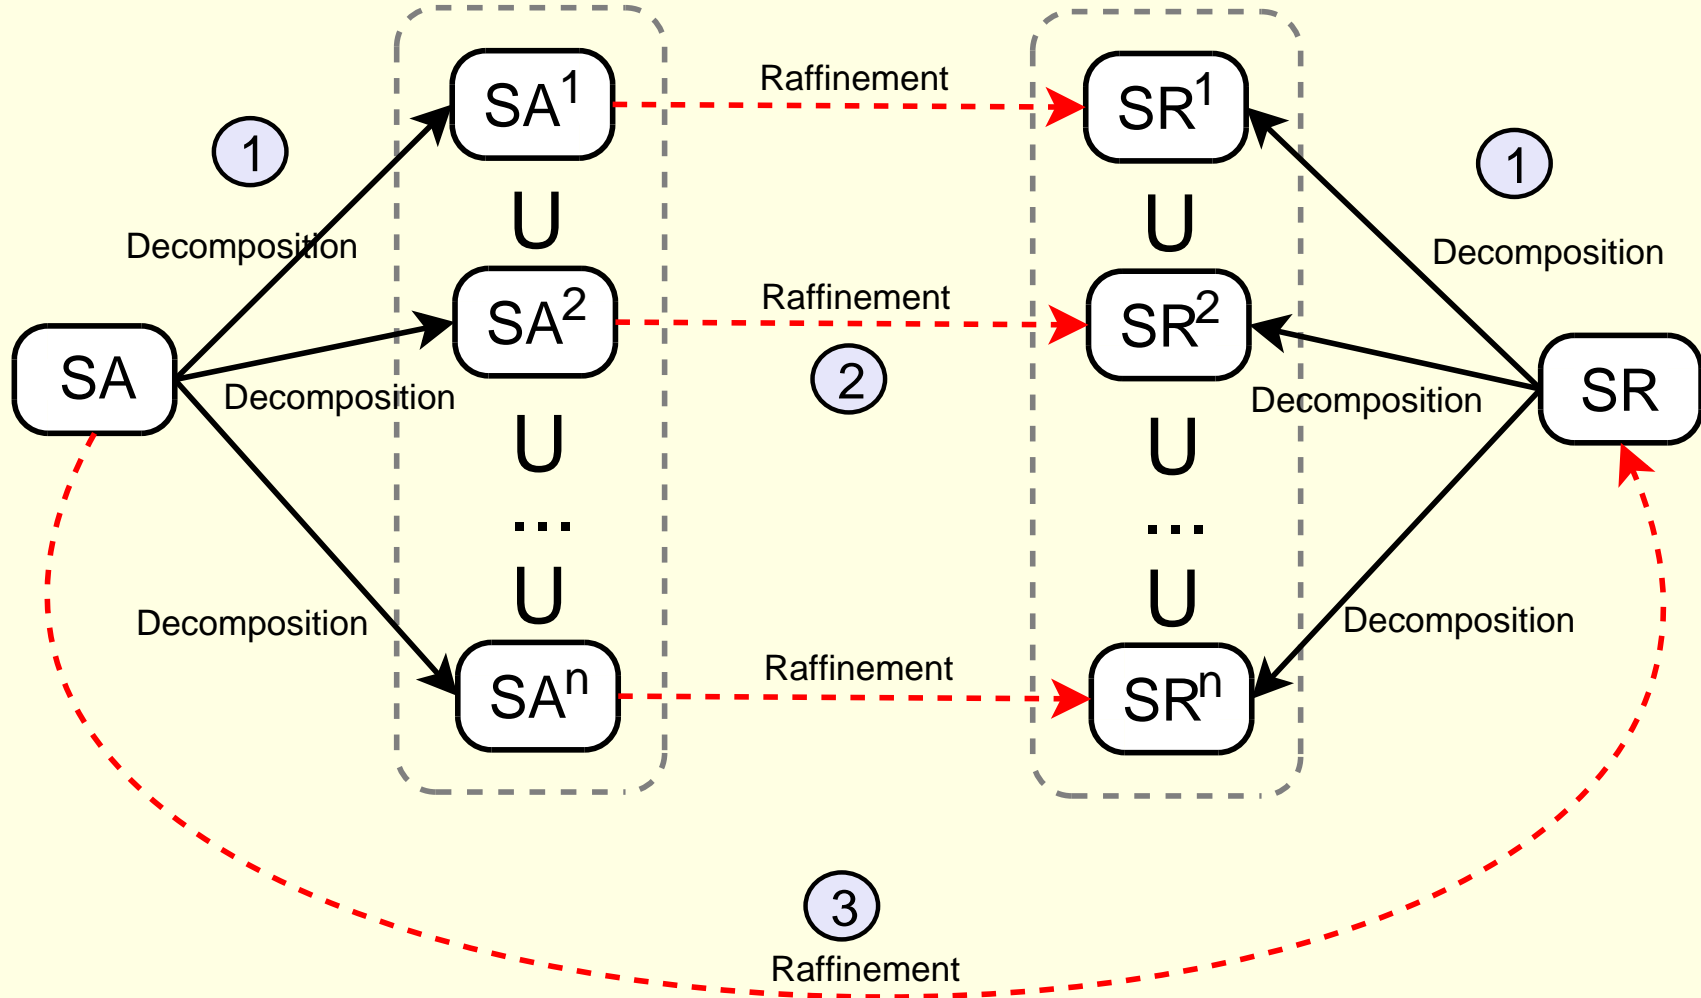 SA¹
Raffinement
SR¹
1
1
U
U
Decomposition
Decomposition
SA²
Raffinement
SR²
2
SA
SR
Decomposition
Decomposition
U
U
...
...
U
U
Decomposition
Decomposition
SAⁿ
Raffinement
SRⁿ
3
Raffinement